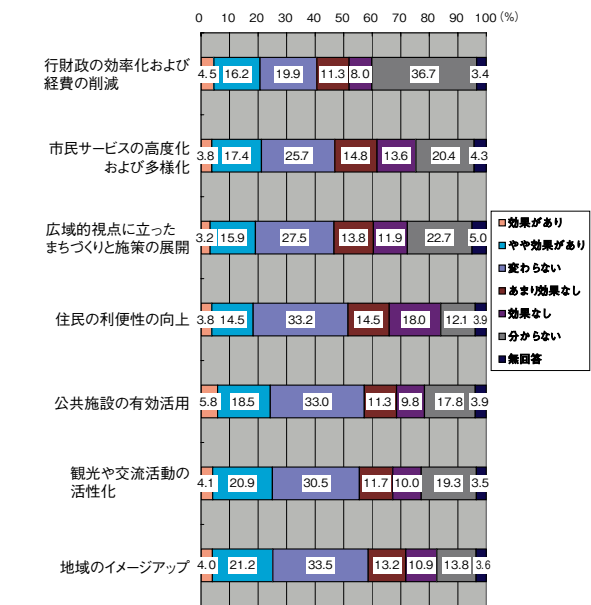 0 10 20 30 40 50 60 70 80 90 100 (%)
行財政の効率化および
経費の削減
4.5 16.2 19.9 11.3 8.0 36.7 3.4
市民サービスの高度化
および多様化
3.8 17.4 25.7 14.8 13.6 20.4 4.3
広域的視点に立った
まちづくりと施策の展開
3.2 15.9 27.5 13.8 11.9 22.7 5.0
住民の利便性の向上
3.8 14.5 33.2 14.5 18.0 12.1 3.9
公共施設の有効活用
5.8 18.5 33.0 11.3 9.8 17.8 3.9
観光や交流活動の
活性化
4.1 20.9 30.5 11.7 10.0 19.3 3.5
地域のイメージアップ
4.0 21.2 33.5 13.2 10.9 13.8 3.6
効果があり
やや効果があり
変わらない
あまり効果なし
効果なし
分からない
無回答